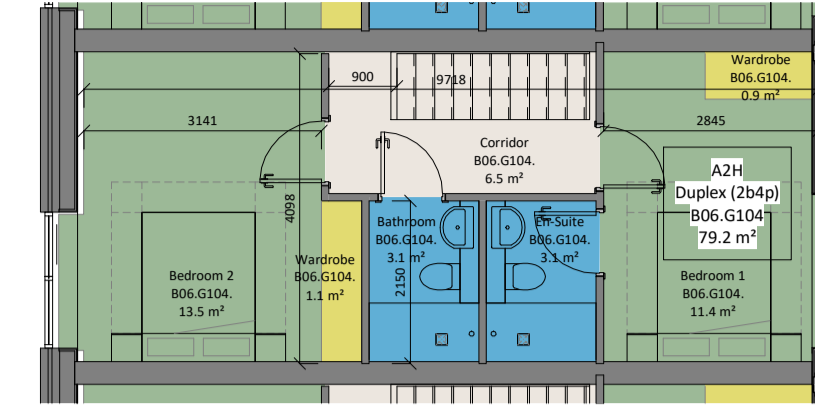 Wardrobe
B06.G104.
0.9 m²
900
9718
3141
2845
Corridor
B06.G104.
6.5 m²
A2H
Duplex (2b4p)
B06.G104
79.2 m²
4098
Bathroom
B06.G104.
3.1 m²
En-Suite
B06.G104.
3.1 m²
2150
Wardrobe
B06.G104.
1.1 m²
Bedroom 2
B06.G104.
13.5 m²
Bedroom 1
B06.G104.
11.4 m²